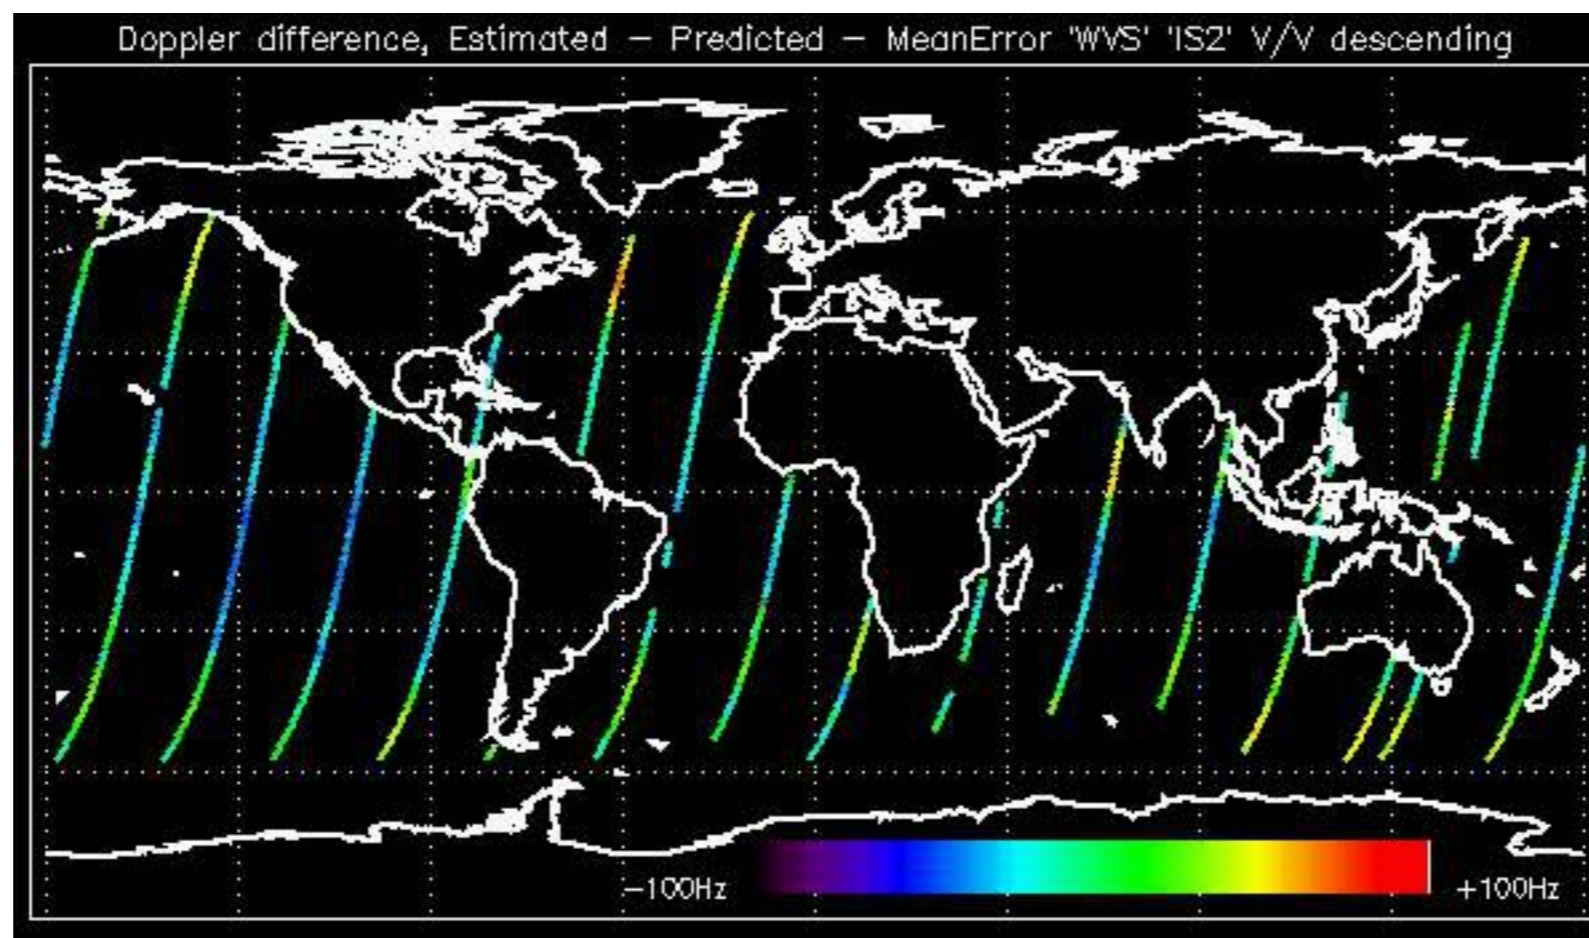 Doppler difference, Estimated - Predicted - MeanError 'WVS' 'IS2' V/V descending
-100Hz +100Hz